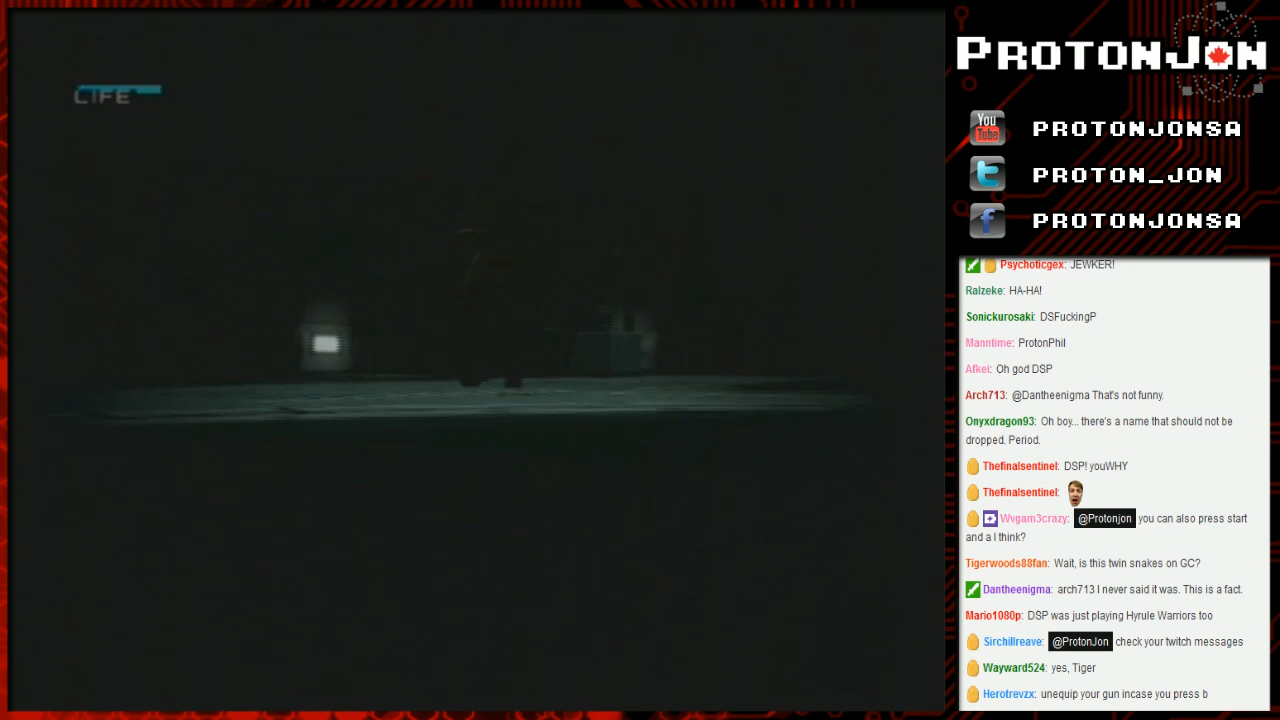 LIFE
PROTONJON
You
Tube
PROTONJONSA
PROTON_JON
PROTONJONSA
Psychoticgex: JEWKER!
Ralzeke: HA-HA!
Sonickurosaki: DSFuckingP
Manntime: ProtonPhil
Afkei: Oh god DSP
Arch713: @Dantheenigma That's not funny.
Onyxdragon93: Oh boy... there's a name that should not be
dropped. Period.
Thefinalsentinel: DSP! youWHY
Thefinalsentinel:
Wvgam3crazy: @Protonjon you can also press start
and a I think?
Tigerwoods88fan: Wait, is this twin snakes on GC?
Dantheenigma: arch713 I never said it was. This is a fact.
Mario1080p: DSP was just playing Hyrule Warriors too
Sirchillreave: @ProtonJon check your twitch messages
Wayward524: yes, Tiger
Herotrevzx: unequip your gun incase you press b